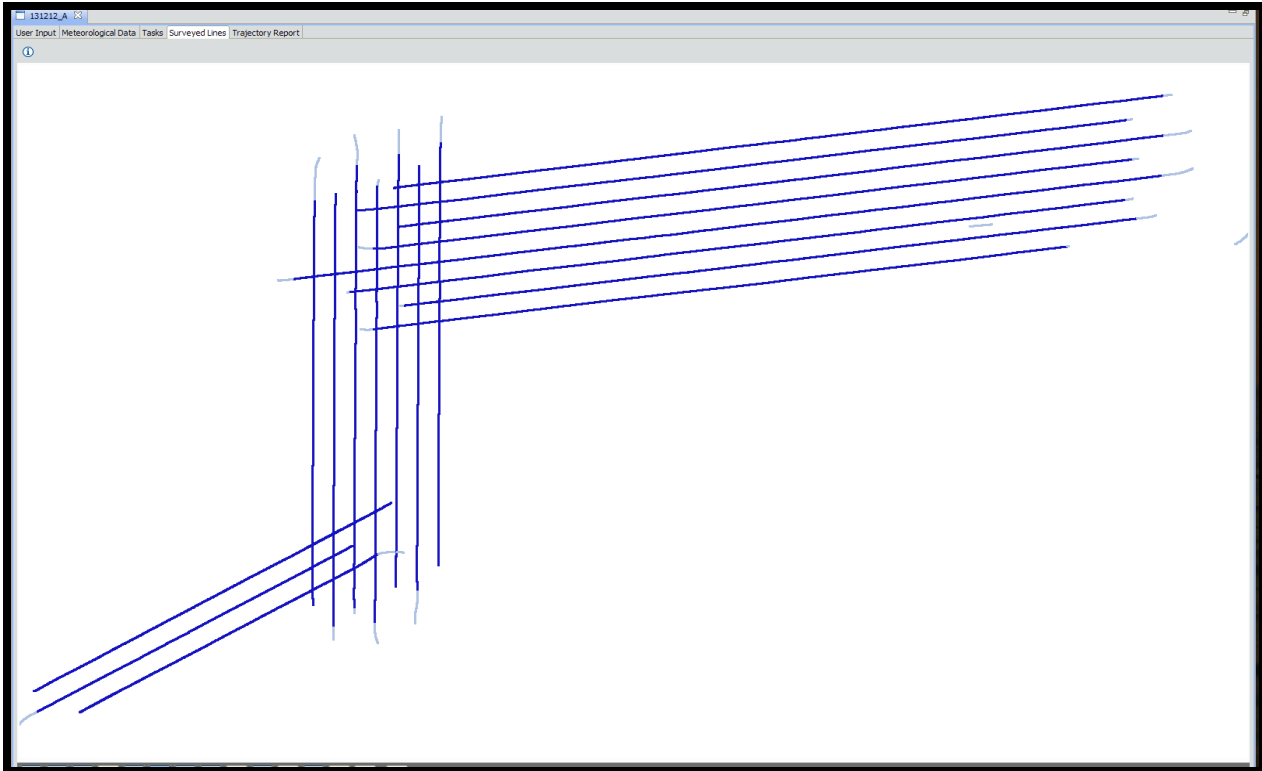 131212_A
User Input Meteorological Data Tasks Surveyed Lines Trajectory Report